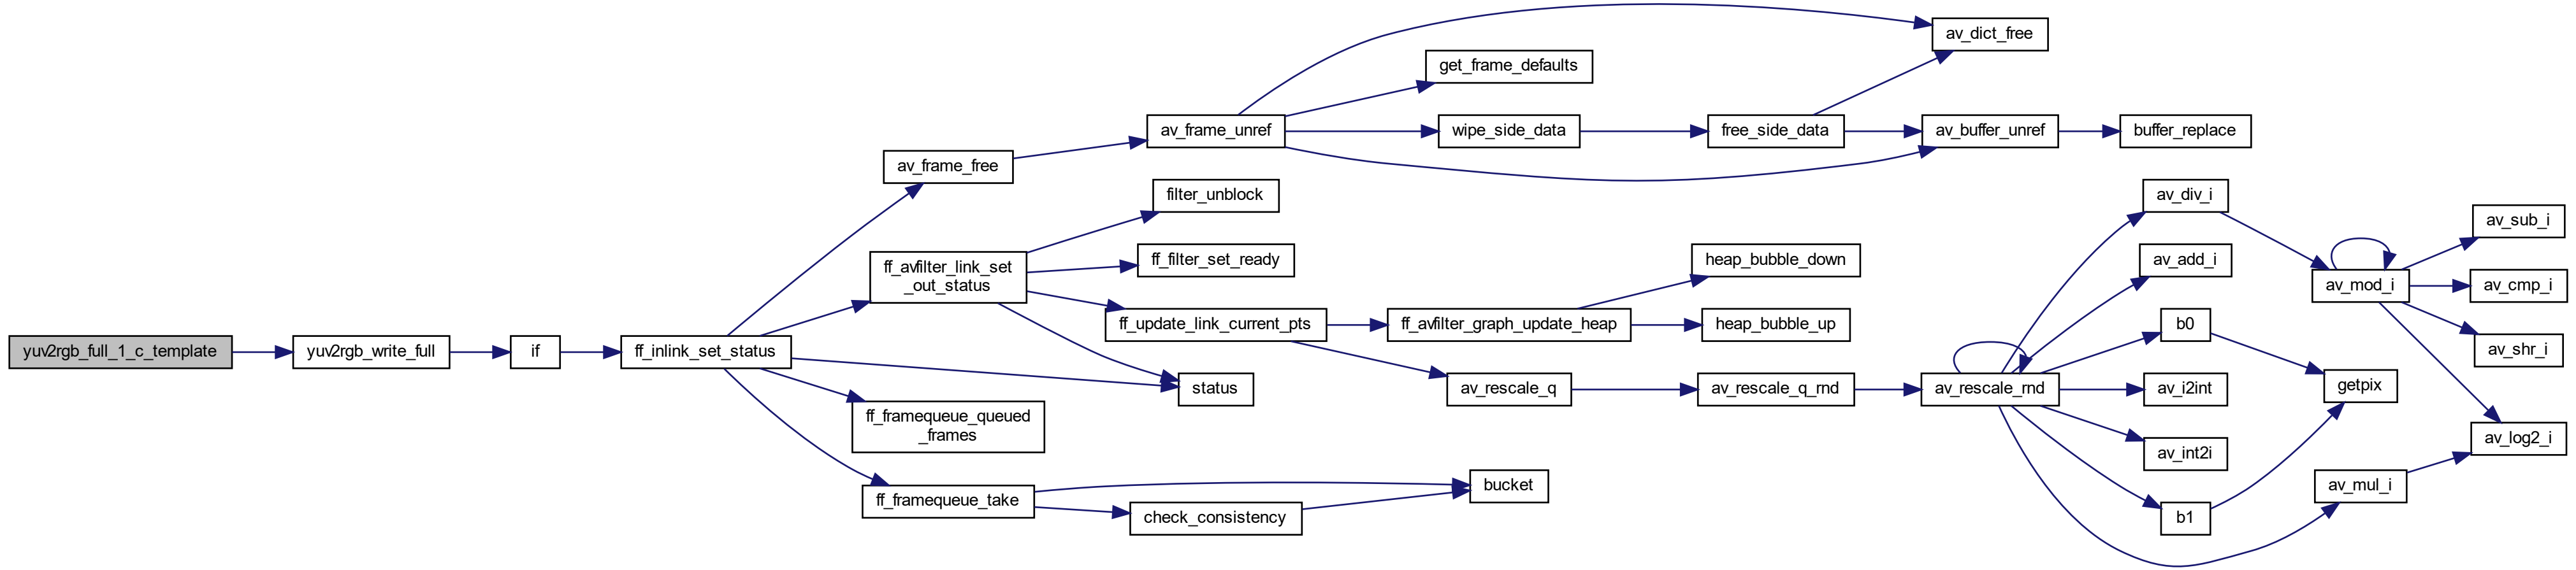 yuv2rgb_full_1_c_template
yuv2rgb_write_full
if
ff_inlink_set_status
av_frame_free
ff_avfilter_link_set
_out_status
ff_framequeue_queued
_frames
ff_framequeue_take
av_frame_unref
filter_unblock
ff_filter_set_ready
ff_update_link_current_pts
status
check_consistency
bucket
get_frame_defaults
wipe_side_data
ff_avfilter_graph_update_heap
av_rescale_q
free_side_data
heap_bubble_down
heap_bubble_up
av_rescale_q_rnd
av_dict_free
av_buffer_unref
av_rescale_rnd
buffer_replace
av_div_i
av_add_i
b0
av_i2int
av_int2i
b1
av_mod_i
getpix
av_mul_i
av_sub_i
av_cmp_i
av_shr_i
av_log2_i